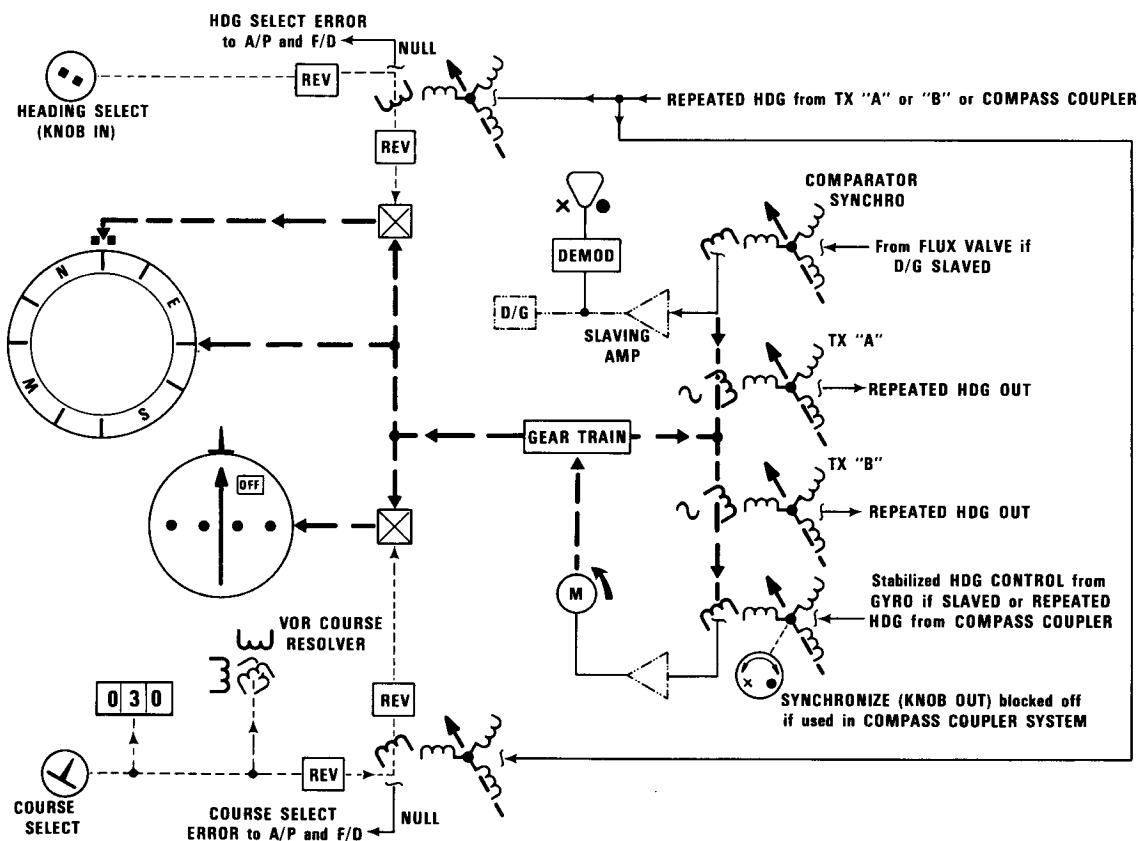 HDG SELECT ERROR
to A/P and F/D
NULL
REV
HEADING SELECT
(KNOB IN)
REPEATED HDG from TX "A" or "B" or COMPASS COUPLER
REV
COMPARATOR
SYNCHRO
From FLUX VALVE if
D/G SLAVED
DEMOD
D/G
SLAVING
AMP
N
E
S
W
TX "A"
REPEATED HDG OUT
GEAR TRAIN
TX "B"
REPEATED HDG OUT
OFF
M
Stabilized HDG CONTROL from
GYRO if SLAVED or REPEATED
HDG from COMPASS COUPLER
VOR COURSE
RESOLVER
030
REV
SYNCHRONIZE (KNOB OUT) blocked off
if used in COMPASS COUPLER SYSTEM
REV
COURSE
SELECT
NULL
COURSE SELECT
ERROR to A/P and F/D